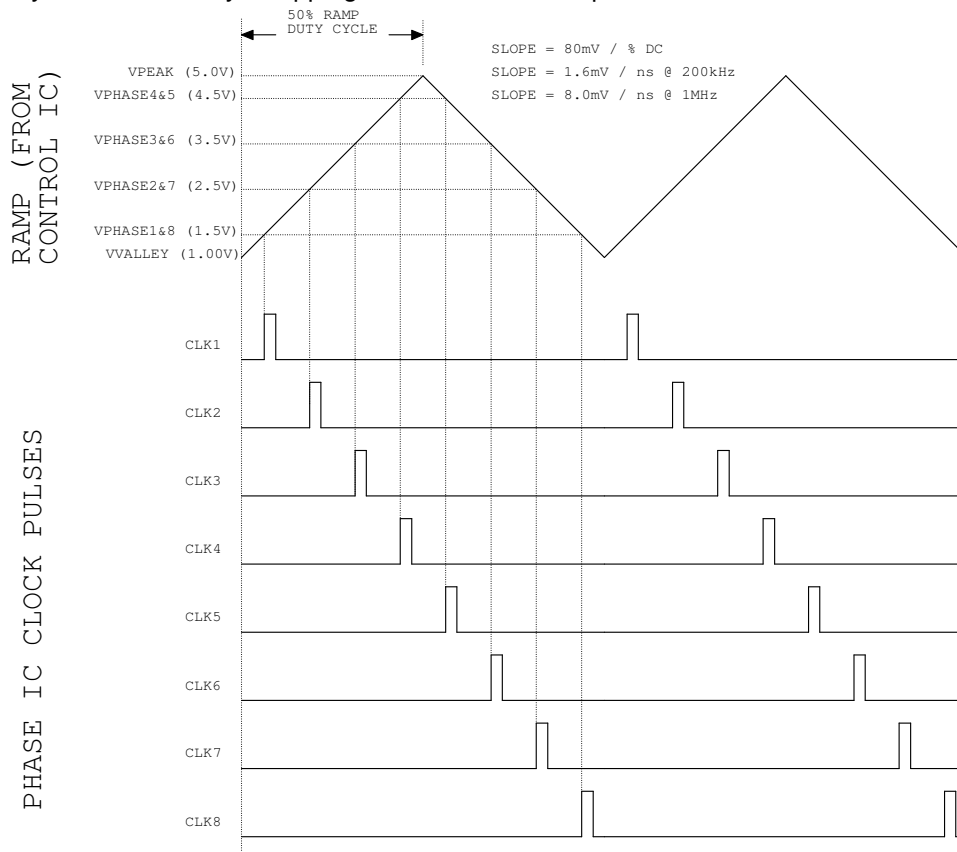 50% RAMP
DUTY CYCLE
SLOPE = 80mV / % DC
SLOPE = 1.6mV / ns @ 200kHz
SLOPE = 8.0mV / ns @ 1MHz
RAMP (FROM
CONTROL IC)
VPEAK (5.0V)
VPHASE4&5 (4.5V)
VPHASE3&6 (3.5V)
VPHASE2&7 (2.5V)
VPHASE1&8 (1.5V)
VVALLEY (1.00V)
PHASE IC CLOCK PULSES
CLK1
CLK2
CLK3
CLK4
CLK5
CLK6
CLK7
CLK8